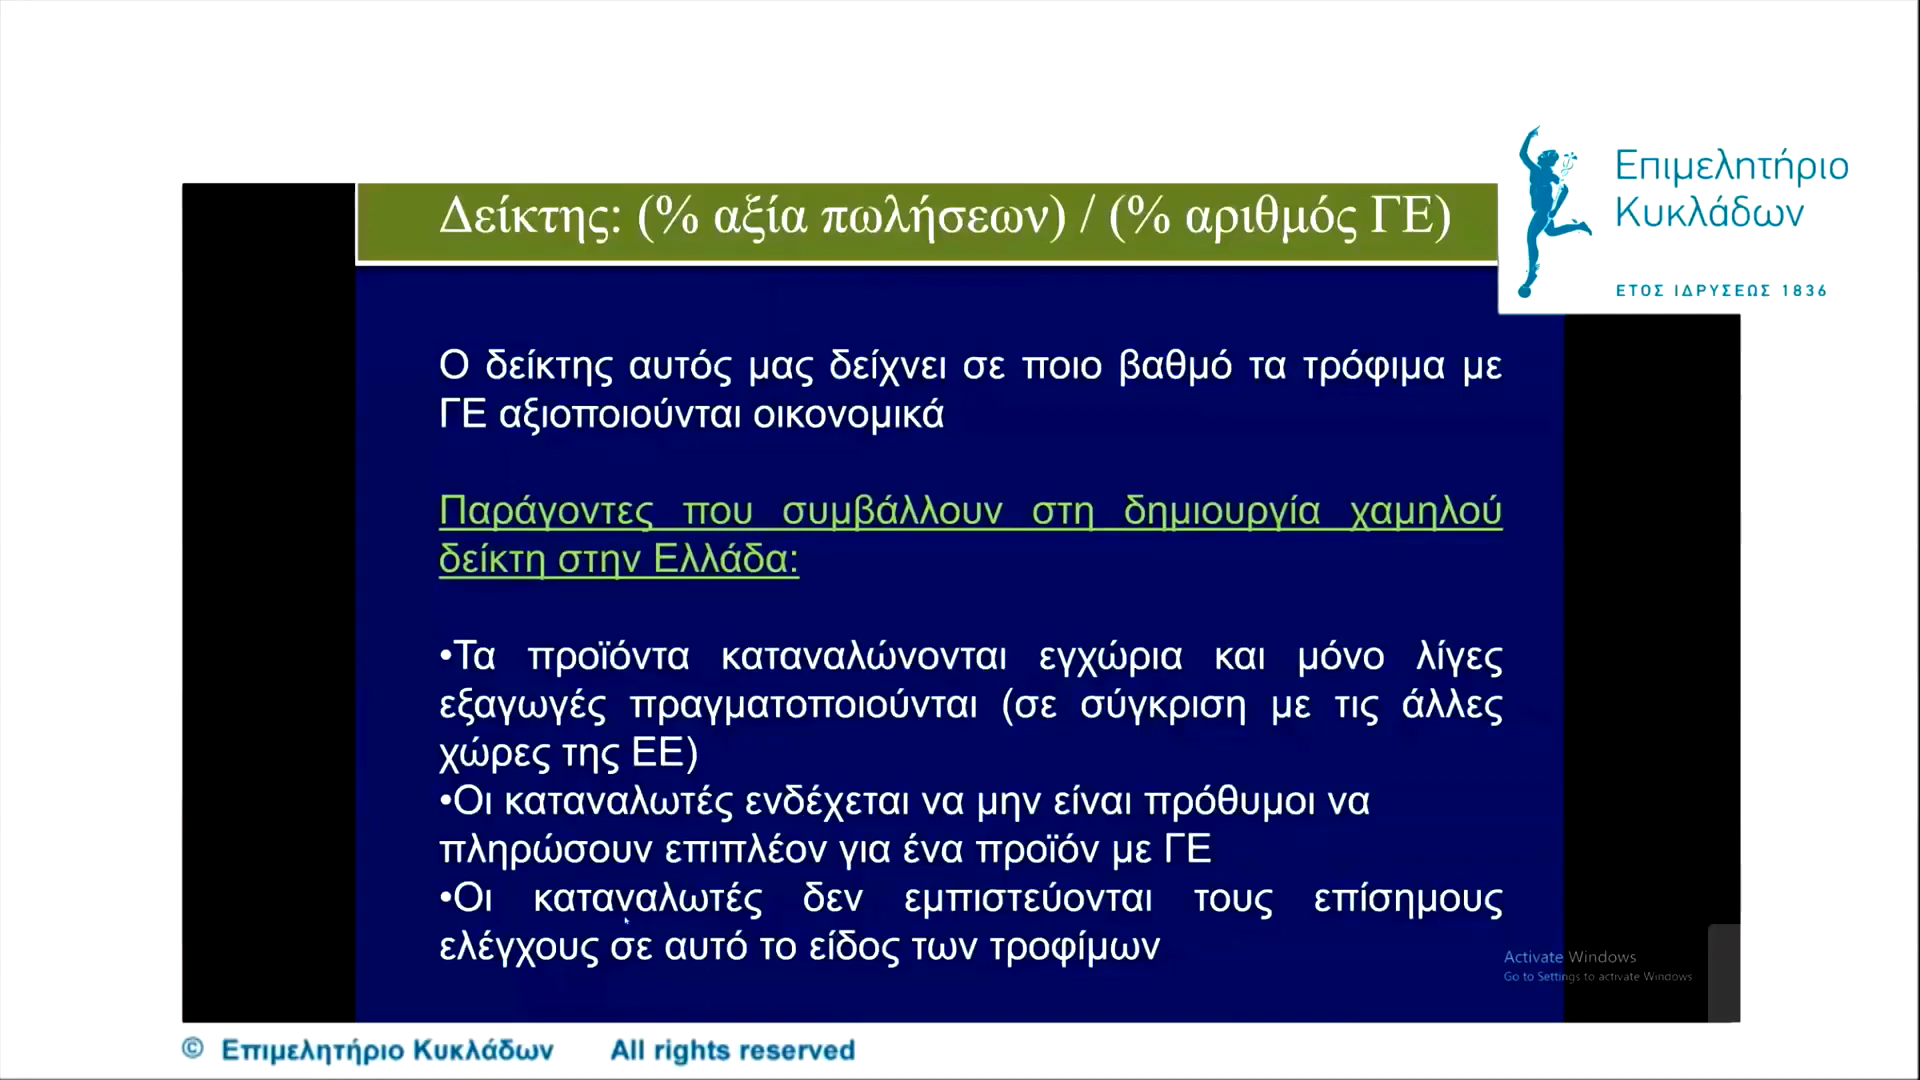 Επιμελητήριο
Κυκλάδων
ΕΤΟΣ ΙΔΡΥΣΕΩΣ 1836
Δείκτης: (% αξία πωλήσεων) / (% αριθμός ΓΕ)
Ο δείκτης αυτός μας δείχνει σε ποιο βαθμό τα τρόφιμα με
ΓΕ αξιοποιούνται οικονομικά
Παράγοντες που συμβάλλουν στη δημιουργία χαμηλού
δείκτη στην Ελλάδα:
•Τα προϊόντα καταναλώνονται εγχώρια και μόνο λίγες
εξαγωγές πραγματοποιούνται (σε σύγκριση με τις άλλες
χώρες της ΕΕ)
•Οι καταναλωτές ενδέχεται να μην είναι πρόθυμοι να
πληρώσουν επιπλέον για ένα προϊόν με ΓΕ
•Οι καταναλωτές δεν εμπιστεύονται τους επίσημους
ελέγχους σε αυτό το είδος των τροφίμων
Activate Windows
Go to Settings to activate Windows.
© Επιμελητήριο Κυκλάδων All rights reserved